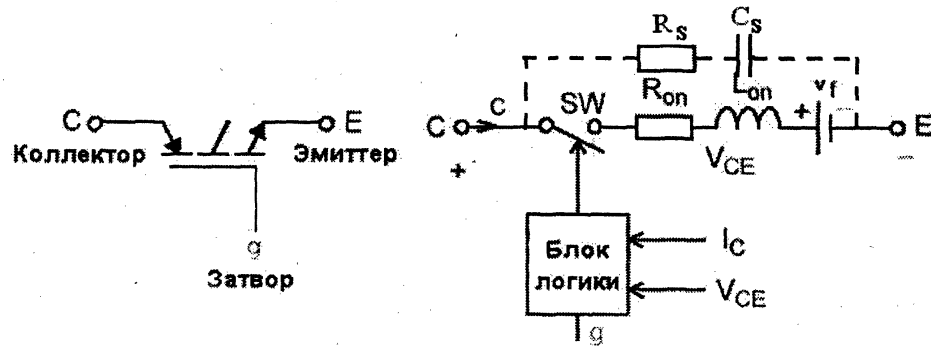 C
E
Коллектор
Эмиттер
g
Затвор
R_s
C_s
C
c
SW
R_on
L_on
+
v_f
E
+
V_CE
–
Блок
логики
I_C
V_CE
g